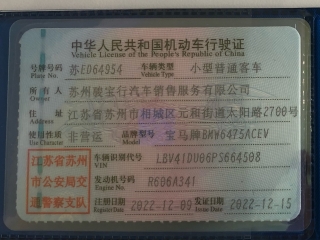 中华人民共和国机动车行驶证
Vehicle License of the People's Republic of China
号牌号码 苏ED64954 车辆类型 小型普通客车
Plate No. Vehicle Type
所有人 苏州骏宝行汽车销售服务有限公司
Owner
住址 江苏省苏州市相城区元和街道太阳路2700号
Address
使用性质 非营运 品牌型号 宝马牌BMW6475ACEV
Use Character Model
江苏省苏州 车辆识别代号 LBV41DU06PS664508
市公安局交 VIN
通警察支队 发动机号码 R606A341
Engine No.
注册日期 2022-12-09 发证日期 2022-12-15
Register Date Issue Date